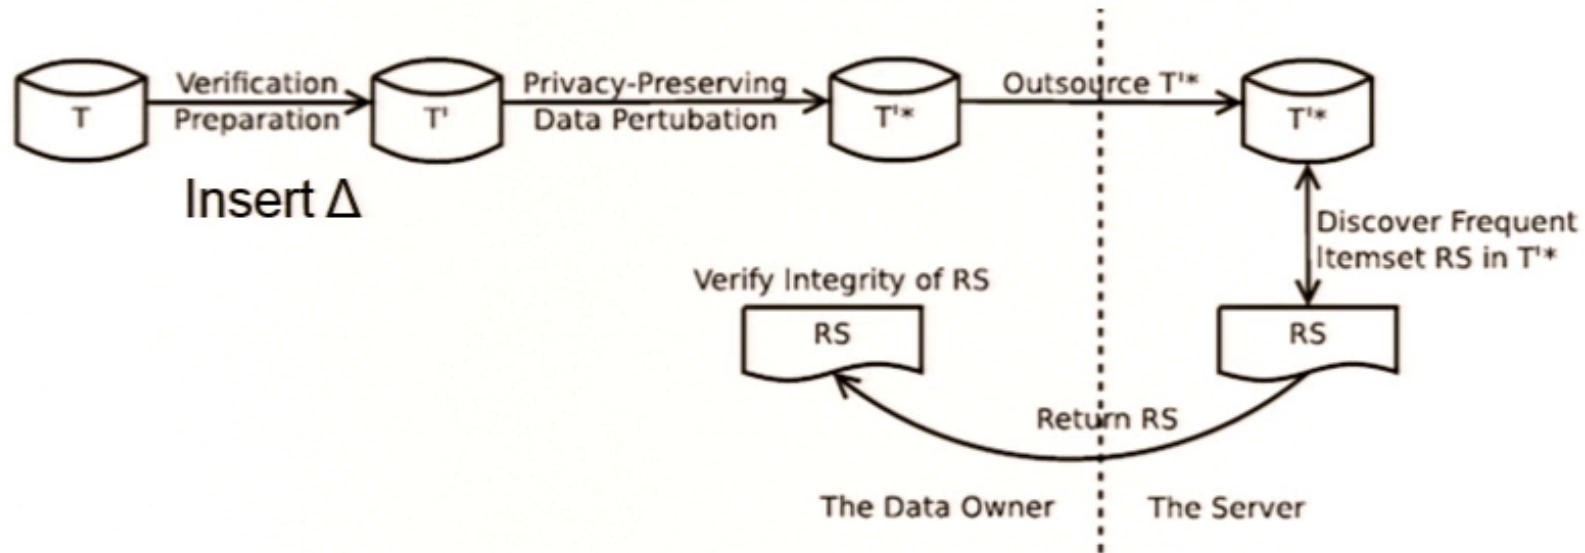 T
Verification
Preparation
Insert Δ
T'
Privacy-Preserving
Data Pertubation
T'*
Outsource T'*
T'*
Discover Frequent
Itemset RS in T'*
Verify Integrity of RS
RS
RS
Return RS
The Data Owner
The Server